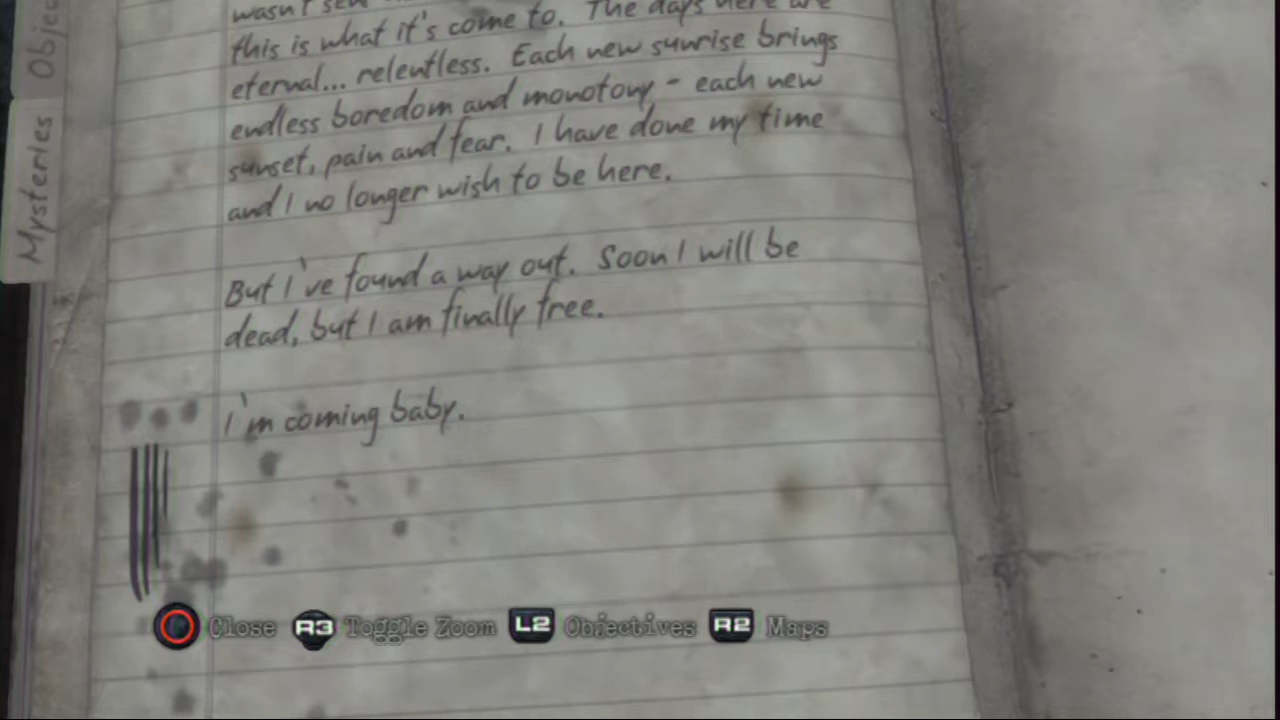 Objec
Mysteries
wasn't
this is what it's come to. The days here are
eternal... relentless. Each new sunrise brings
endless boredom and monotony - each new
sunset, pain and fear. I have done my time
and I no longer wish to be here.
But I've found a way out. Soon I will be
dead, but I am finally free.
I'm coming baby.
Close R3 Toggle Zoom L2 Objectives R2 Maps